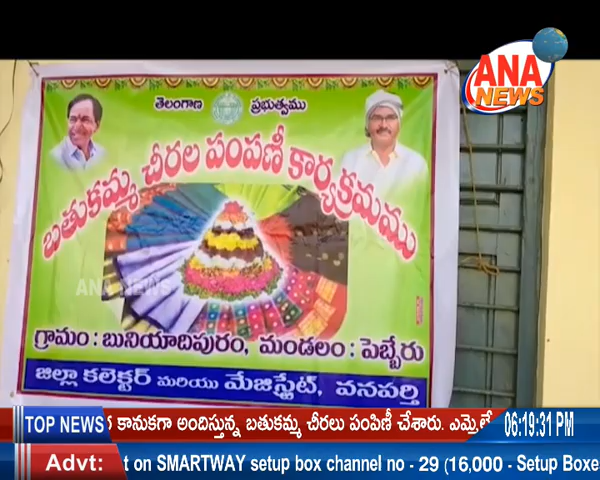 ANA
NEWS
తెలంగాణ ప్రభుత్వము
బతుకమ్మ చీరల పంపణీ కార్యక్రమము
ANA NEWS
గ్రామం : బునియాదిపురం, మండలం : పెబ్బేరు
జిల్లా కలెక్టర్ మరియు మేజిస్ట్రేట్, వనపర్తి
TOP NEWS కానుకగా అందిస్తున్న బతుకమ్మ చీరలు పంపిణీ చేశారు. ఎమ్మెల్యే 06:19:31 PM
Advt: t on SMARTWAY setup box channel no - 29 (16,000 - Setup Boxe